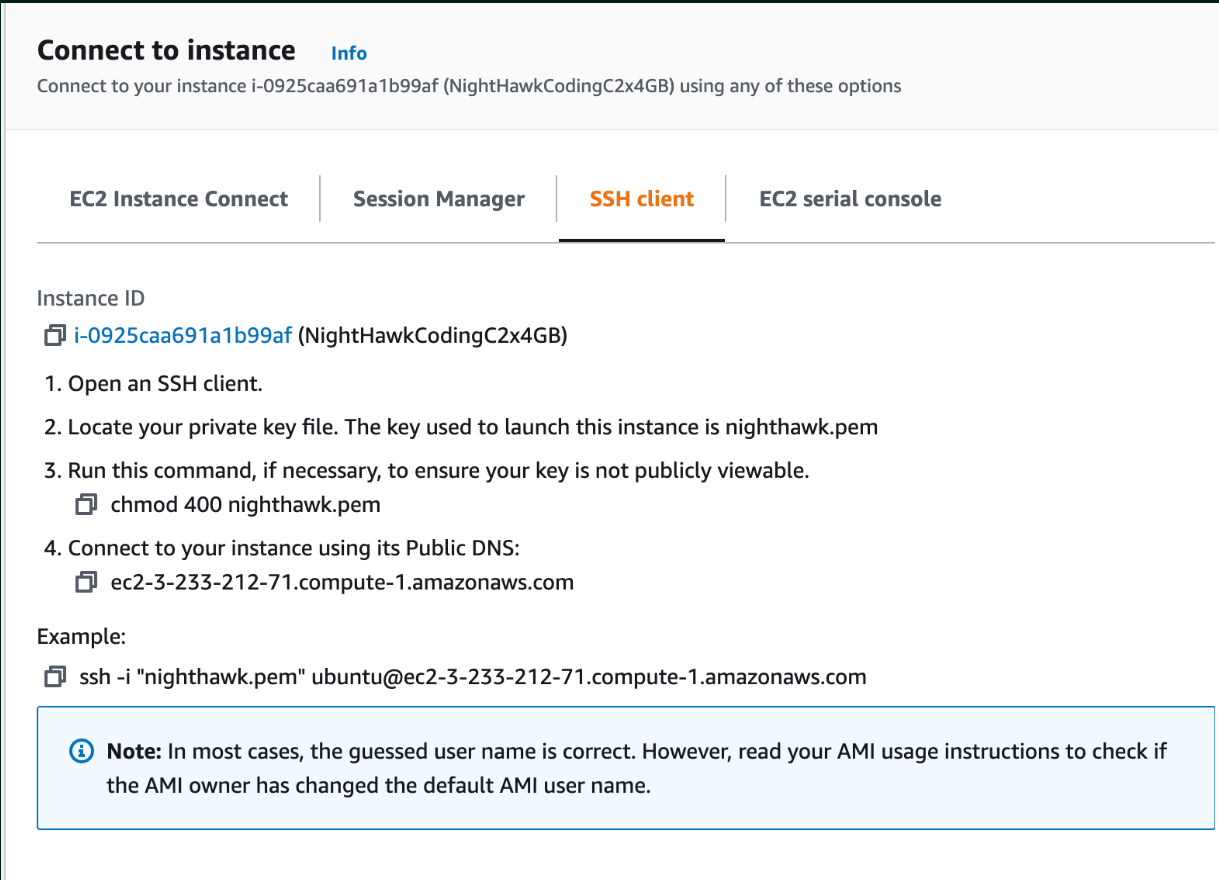 Connect to instance Info
Connect to your instance i-0925caa691a1b99af (NightHawkCodingC2x4GB) using any of these options
EC2 Instance Connect Session Manager SSH client EC2 serial console
Instance ID
i-0925caa691a1b99af (NightHawkCodingC2x4GB)
1. Open an SSH client.
2. Locate your private key file. The key used to launch this instance is nighthawk.pem
3. Run this command, if necessary, to ensure your key is not publicly viewable.
chmod 400 nighthawk.pem
4. Connect to your instance using its Public DNS:
ec2-3-233-212-71.compute-1.amazonaws.com
Example:
ssh -i "nighthawk.pem" ubuntu@ec2-3-233-212-71.compute-1.amazonaws.com
Note: In most cases, the guessed user name is correct. However, read your AMI usage instructions to check if
the AMI owner has changed the default AMI user name.